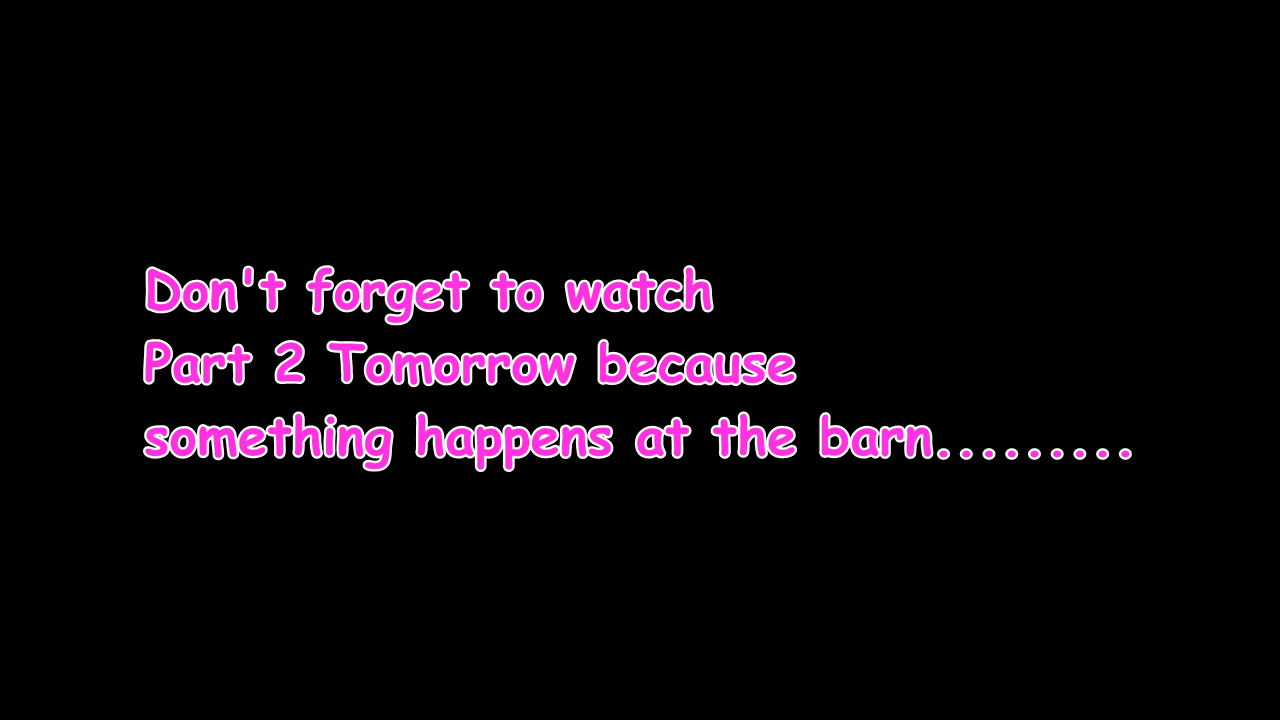 Don't forget to watch
Part 2 Tomorrow because
something happens at the barn.........